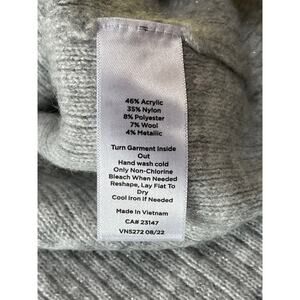 46% Acrylic
35% Nylon
8% Polyester
7% Wool
4% Metallic
Turn Garment Inside
Out
Hand wash cold
Only Non-Chlorine
Bleach When Needed
Reshape, Lay Flat To
Dry
Cool Iron if Needed
Made In Vietnam
CA# 23147
VN5272 08/22